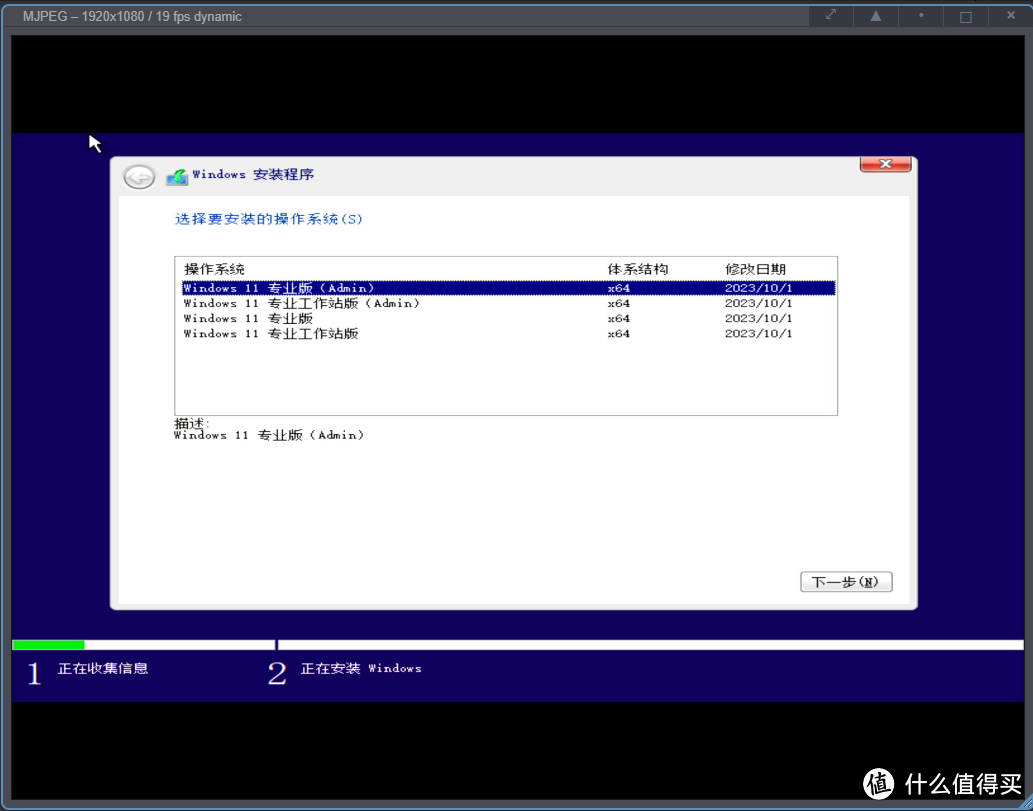 MJPEG – 1920x1080 / 19 fps dynamic
Windows 安装程序
选择要安装的操作系统(S)
操作系统 体系结构 修改日期
Windows 11 专业版（Admin） x64 2023/10/1
Windows 11 专业工作站版（Admin） x64 2023/10/1
Windows 11 专业版 x64 2023/10/1
Windows 11 专业工作站版 x64 2023/10/1
描述:
Windows 11 专业版（Admin）
下一步(N)
1 正在收集信息 2 正在安装 Windows
值 什么值得买